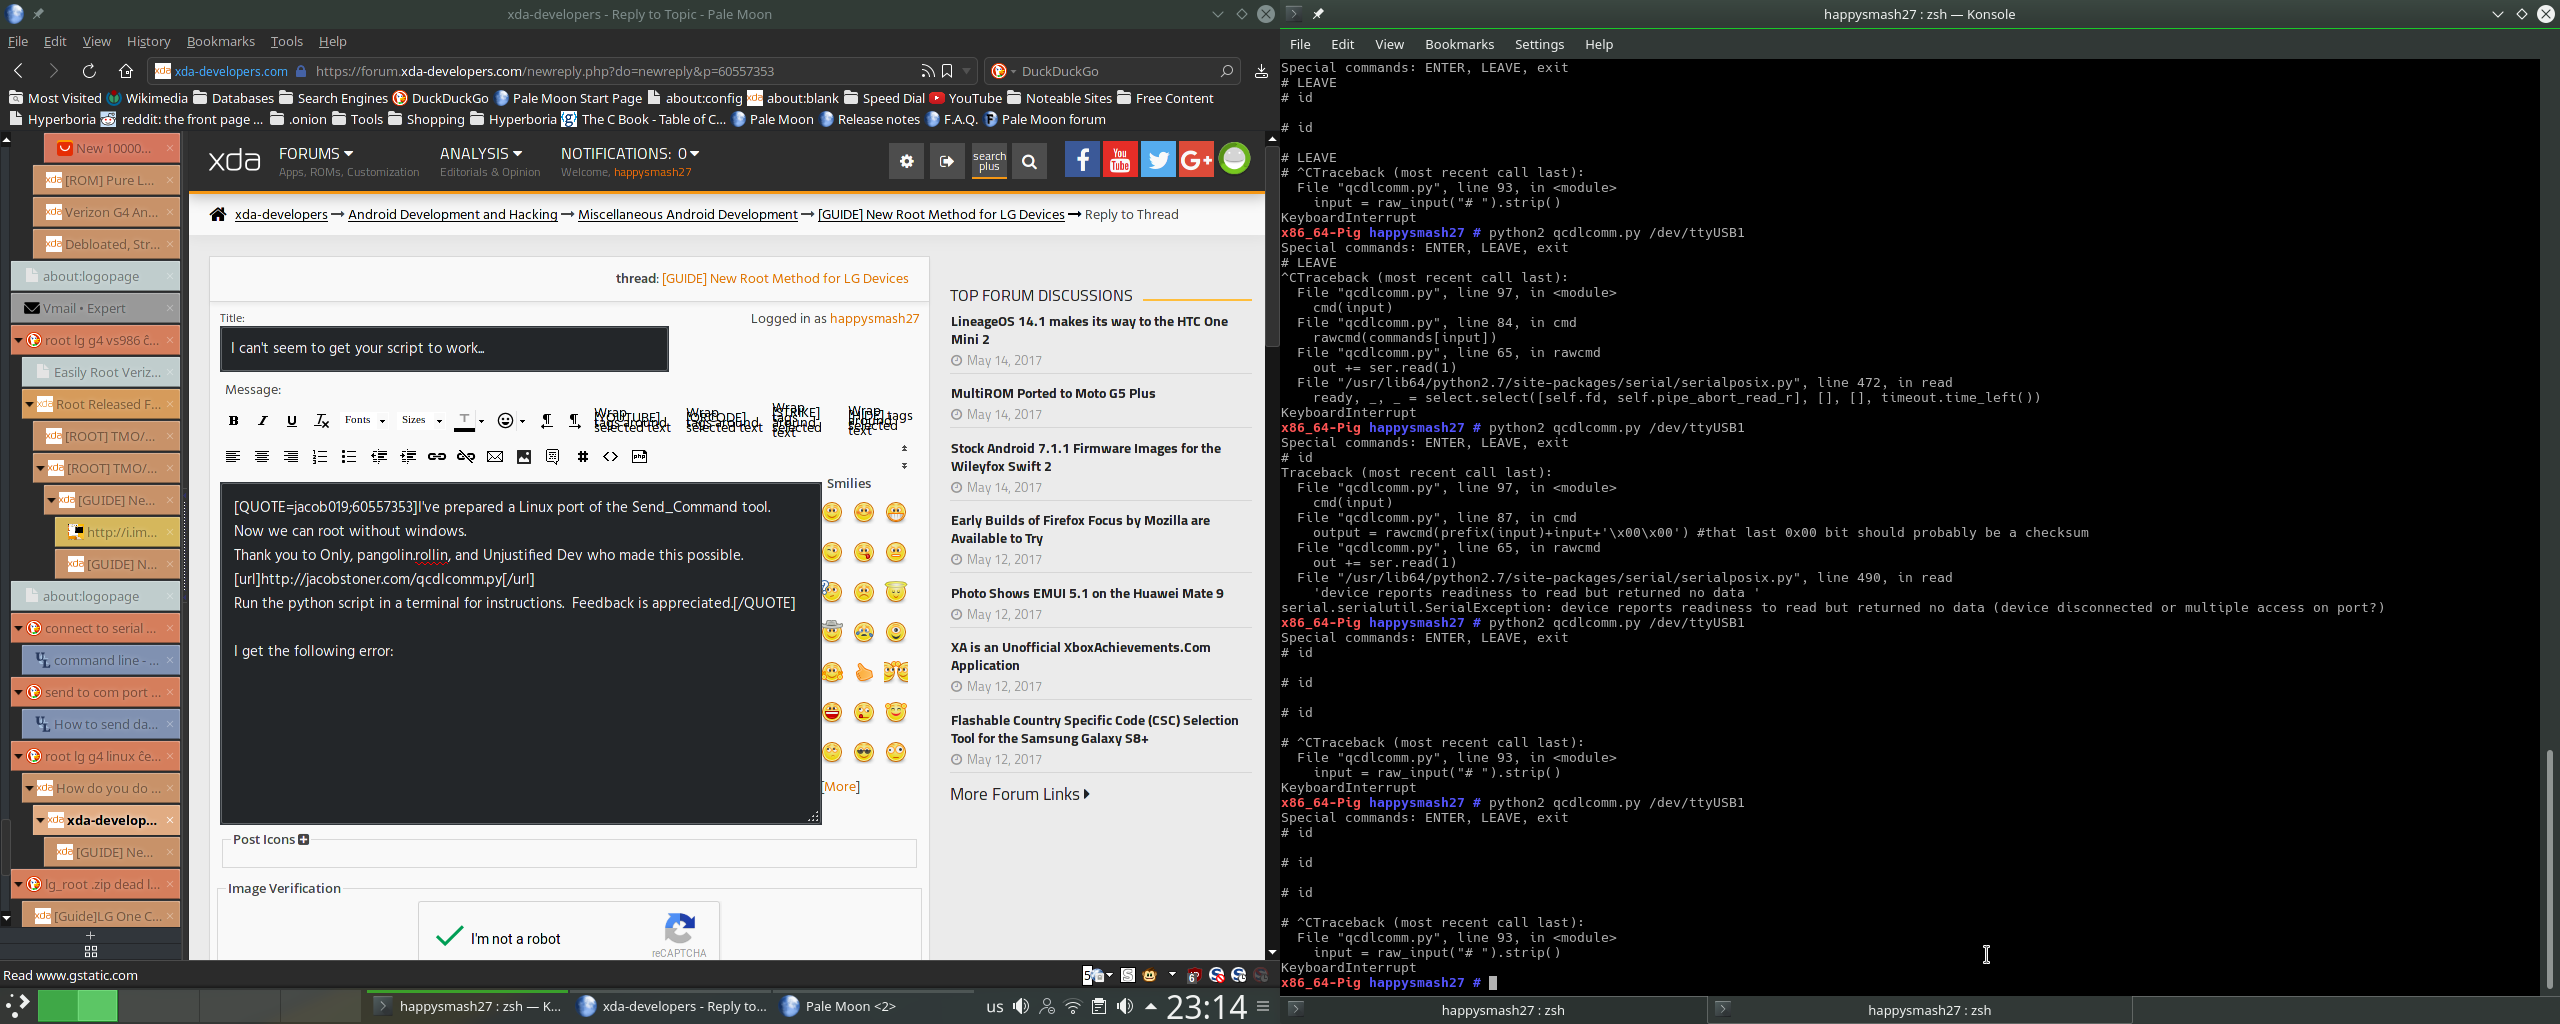 xda-developers - Reply to Topic - Pale Moon
File Edit View History Bookmarks Tools Help
xda-developers.com https://forum.xda-developers.com/newreply.php?do=newreply&p=60557353 DuckDuckGo
Most Visited Wikimedia Databases Search Engines DuckDuckGo Pale Moon Start Page about:config about:blank Speed Dial YouTube Noteable Sites Free Content
Hyperboria reddit: the front page ... .onion Tools Shopping Hyperboria The C Book - Table of C... Pale Moon Release notes F.A.Q. Pale Moon forum
New 10000...
[ROM] Pure L...
Verizon G4 An...
Debloated, Str...
about:logopage
Vmail • Expert
root lg g4 vs986 ĉ...
Easily Root Veriz...
Root Released F...
[ROOT] TMO/...
[ROOT] TMO/...
[GUIDE] Ne...
http://i.im...
[GUIDE] N...
about:logopage
connect to serial ...
command line - ...
send to com port ...
How to send da...
root lg g4 linux ĉe...
How do you do ...
xda-develop...
[GUIDE] Ne...
lg_root .zip dead l...
[Guide]LG One C...
xda
FORUMS
Apps, ROMs, Customization
ANALYSIS
Editorials & Opinion
NOTIFICATIONS: 0
Welcome, happysmash27
search plus
You Tube
G+
xda-developers → Android Development and Hacking → Miscellaneous Android Development → [GUIDE] New Root Method for LG Devices → Reply to Thread
thread: [GUIDE] New Root Method for LG Devices
Title:
Logged in as happysmash27
I can't seem to get your script to work...
Message:
B I U Fonts Sizes
Wrap [YOUTUBE] tags around selected text
Wrap tags around selected text
Wrap [STRIKE] tags around selected text
Wrap tags around selected text
[QUOTE=jacob019;60557353]I've prepared a Linux port of the Send_Command tool.
Now we can root without windows.
Thank you to Only, pangolin.rollin, and Unjustified Dev who made this possible.
[url]http://jacobstoner.com/qcdlcomm.py[/url]
Run the python script in a terminal for instructions.  Feedback is appreciated.[/QUOTE]
I get the following error:
Smilies
[More]
Post Icons
Image Verification
I'm not a robot
reCAPTCHA
TOP FORUM DISCUSSIONS
LineageOS 14.1 makes its way to the HTC One
Mini 2
May 14, 2017
MultiROM Ported to Moto G5 Plus
May 14, 2017
Stock Android 7.1.1 Firmware Images for the
Wileyfox Swift 2
May 14, 2017
Early Builds of Firefox Focus by Mozilla are
Available to Try
May 12, 2017
Photo Shows EMUI 5.1 on the Huawei Mate 9
May 12, 2017
XA is an Unofficial XboxAchievements.Com
Application
May 12, 2017
Flashable Country Specific Code (CSC) Selection
Tool for the Samsung Galaxy S8+
May 12, 2017
More Forum Links
Read www.gstatic.com
happysmash27 : zsh — K...
xda-developers - Reply to...
Pale Moon <2>
us
23:14
happysmash27 : zsh — Konsole
File Edit View Bookmarks Settings Help
Special commands: ENTER, LEAVE, exit
# LEAVE
# id
# id
# LEAVE
# ^CTraceback (most recent call last):
File "qcdlcomm.py", line 93, in <module>
input = raw_input("# ").strip()
KeyboardInterrupt
x86_64-Pig happysmash27 # python2 qcdlcomm.py /dev/ttyUSB1
Special commands: ENTER, LEAVE, exit
# LEAVE
^CTraceback (most recent call last):
File "qcdlcomm.py", line 97, in <module>
cmd(input)
File "qcdlcomm.py", line 84, in cmd
rawcmd(commands[input])
File "qcdlcomm.py", line 65, in rawcmd
out += ser.read(1)
File "/usr/lib64/python2.7/site-packages/serial/serialposix.py", line 472, in read
ready, _, _ = select.select([self.fd, self.pipe_abort_read_r], [], [], timeout.time_left())
KeyboardInterrupt
x86_64-Pig happysmash27 # python2 qcdlcomm.py /dev/ttyUSB1
Special commands: ENTER, LEAVE, exit
# id
Traceback (most recent call last):
File "qcdlcomm.py", line 97, in <module>
cmd(input)
File "qcdlcomm.py", line 87, in cmd
output = rawcmd(prefix(input)+input+'\x00\x00') #that last 0x00 bit should probably be a checksum
File "qcdlcomm.py", line 65, in rawcmd
out += ser.read(1)
File "/usr/lib64/python2.7/site-packages/serial/serialposix.py", line 490, in read
'device reports readiness to read but returned no data '
serial.serialutil.SerialException: device reports readiness to read but returned no data (device disconnected or multiple access on port?)
x86_64-Pig happysmash27 # python2 qcdlcomm.py /dev/ttyUSB1
Special commands: ENTER, LEAVE, exit
# id
# id
# id
# ^CTraceback (most recent call last):
File "qcdlcomm.py", line 93, in <module>
input = raw_input("# ").strip()
KeyboardInterrupt
x86_64-Pig happysmash27 # python2 qcdlcomm.py /dev/ttyUSB1
Special commands: ENTER, LEAVE, exit
# id
# id
# id
# ^CTraceback (most recent call last):
File "qcdlcomm.py", line 93, in <module>
input = raw_input("# ").strip()
KeyboardInterrupt
x86_64-Pig happysmash27 #
happysmash27 : zsh
happysmash27 : zsh